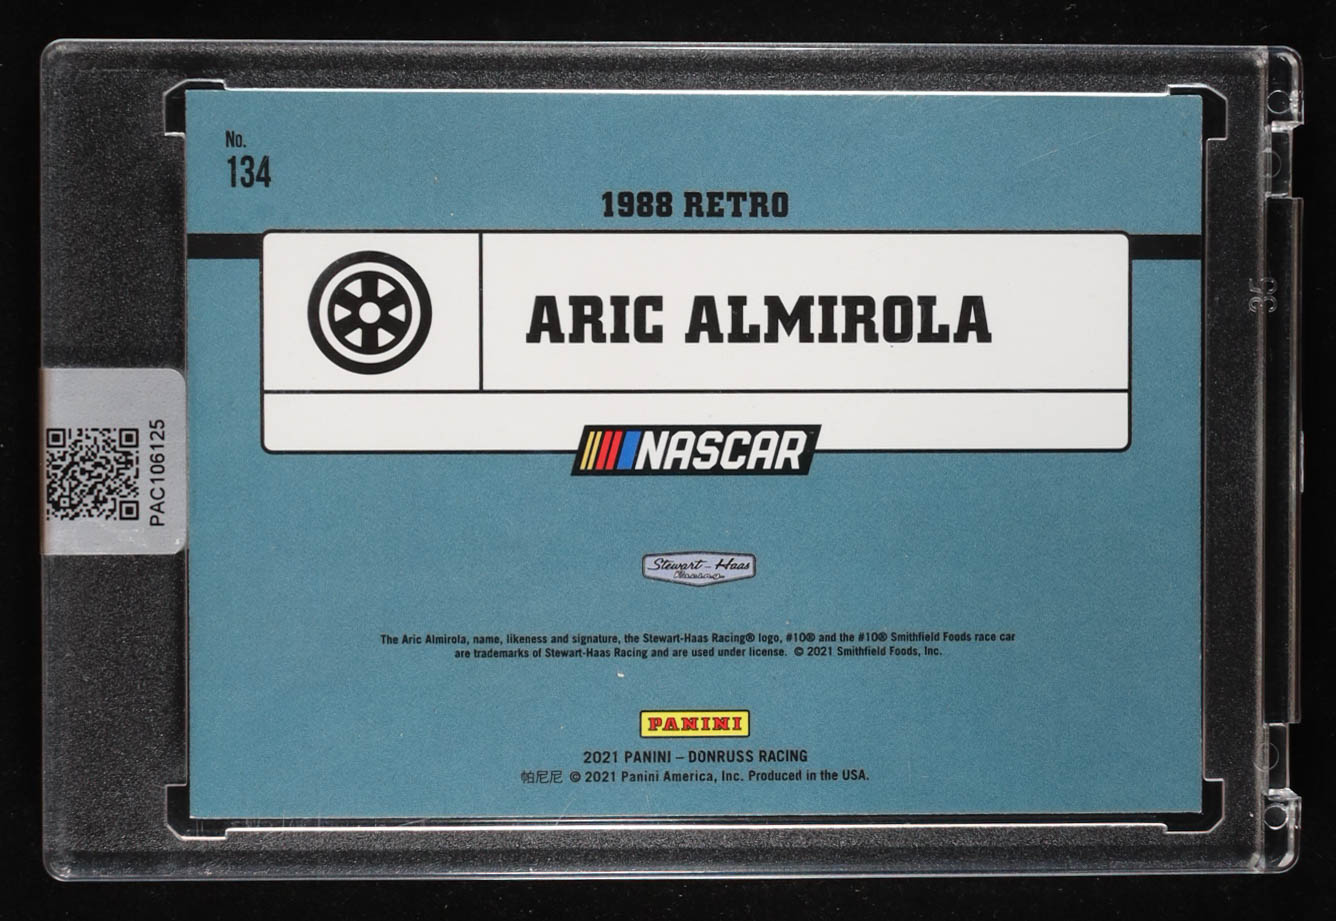 No.
134
1988 RETRO
ARIC ALMIROLA
NASCAR
Stewart-Haas
Racing
The Aric Almirola, name, likeness and signature, the Stewart-Haas Racing® logo, #10® and the #10® Smithfield Foods race car
are trademarks of Stewart-Haas Racing and are used under license. © 2021 Smithfield Foods, Inc.
PANINI
2021 PANINI – DONRUSS RACING
帕尼尼 © 2021 Panini America, Inc. Produced in the USA.
PAC106125
35